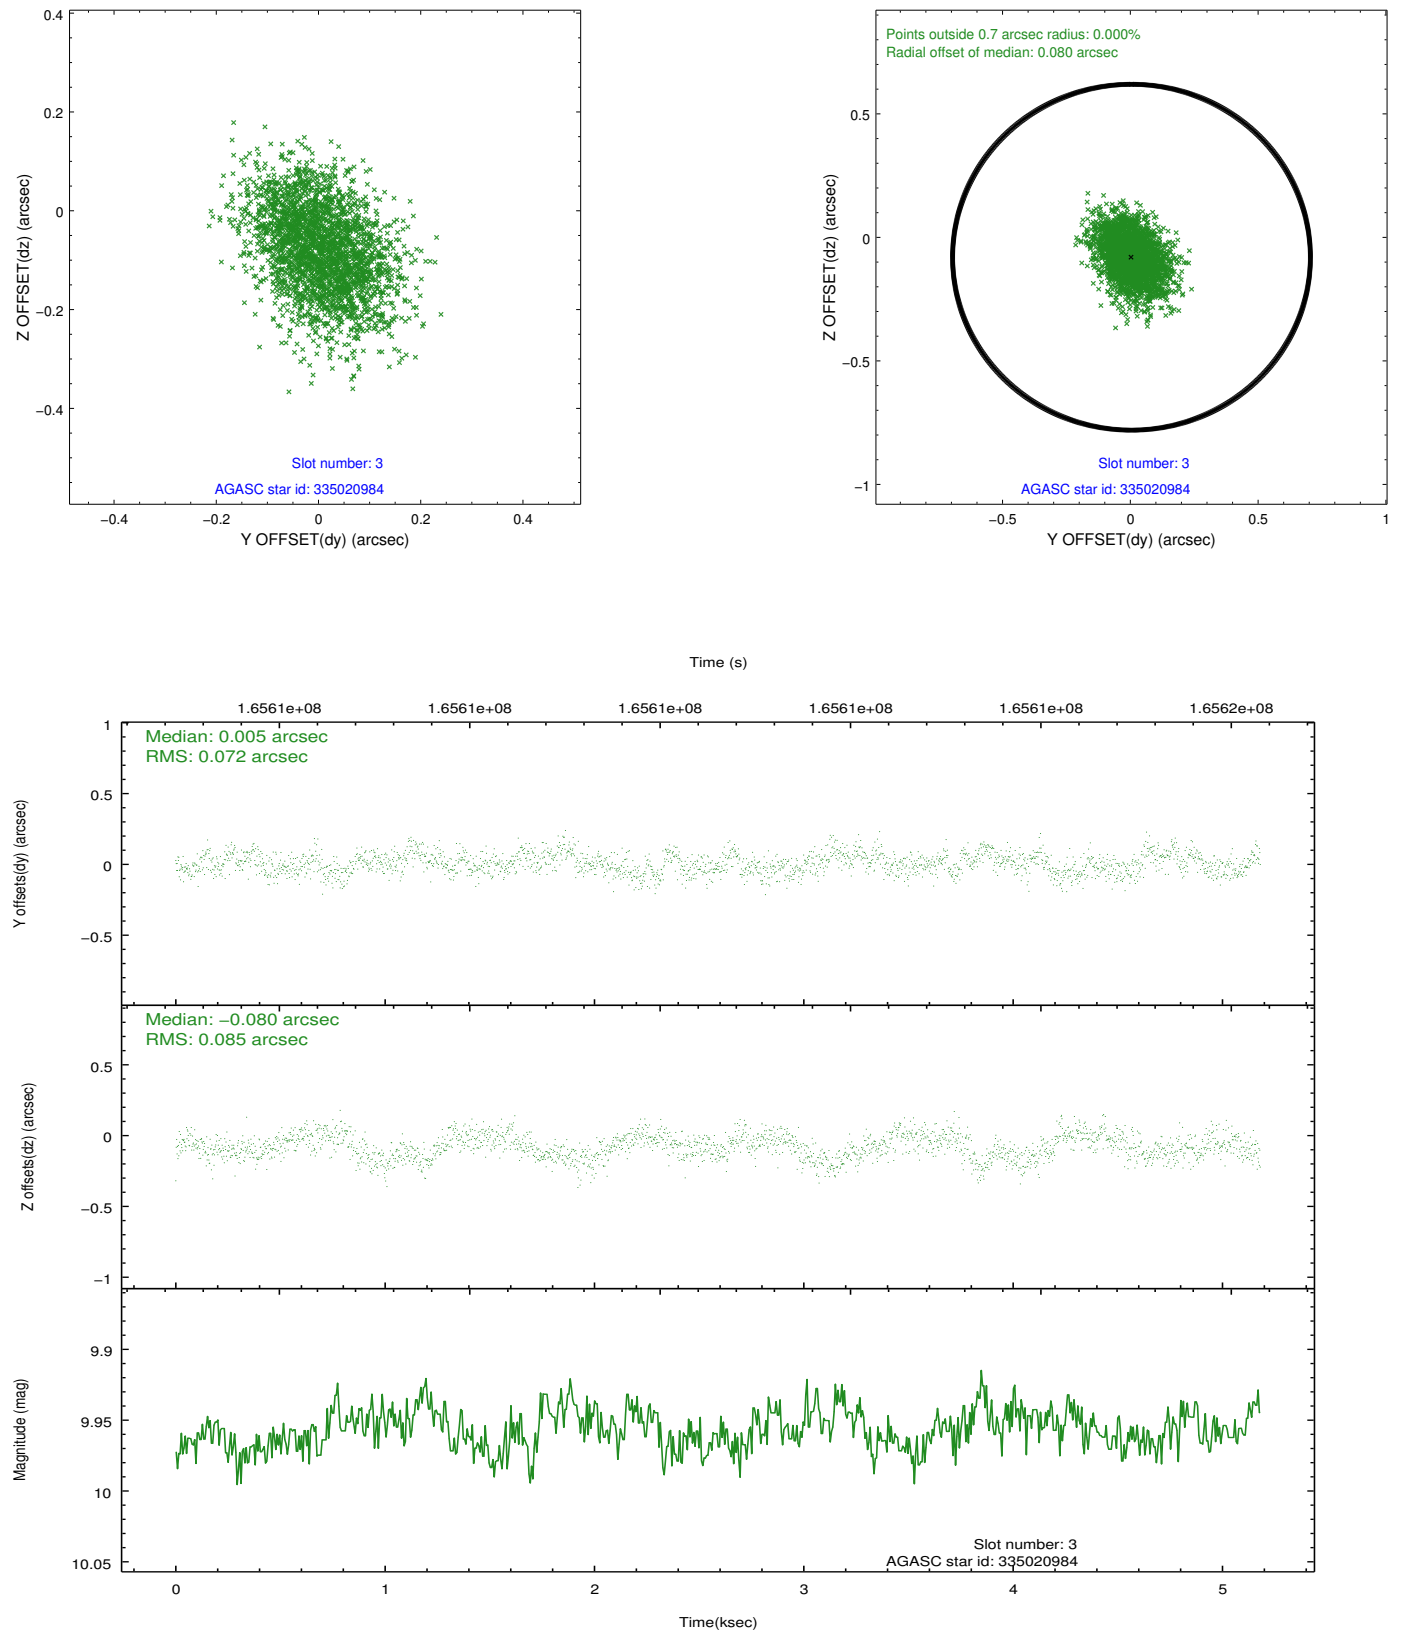 0.4
0.2
0
−0.2
−0.4
Z OFFSET(dz) (arcsec)
Slot number: 3
AGASC star id: 335020984
−0.4 −0.2 0 0.2 0.4
Y OFFSET(dy) (arcsec)
Points outside 0.7 arcsec radius: 0.000%
Radial offset of median: 0.080 arcsec
0.5
0
−0.5
−1
Z OFFSET(dz) (arcsec)
Slot number: 3
AGASC star id: 335020984
−0.5 0 0.5 1
Y OFFSET(dy) (arcsec)
Time (s)
1.6561e+08 1.6561e+08 1.6561e+08 1.6561e+08 1.6561e+08 1.6562e+08
Median: 0.005 arcsec
RMS: 0.072 arcsec
1
0.5
0
−0.5
Y offsets(dy) (arcsec)
Median: −0.080 arcsec
RMS: 0.085 arcsec
0.5
0
−0.5
−1
Z offsets(dz) (arcsec)
9.9
9.95
10
10.05
Magnitude (mag)
Slot number: 3
AGASC star id: 335020984
0 1 2 3 4 5
Time(ksec)